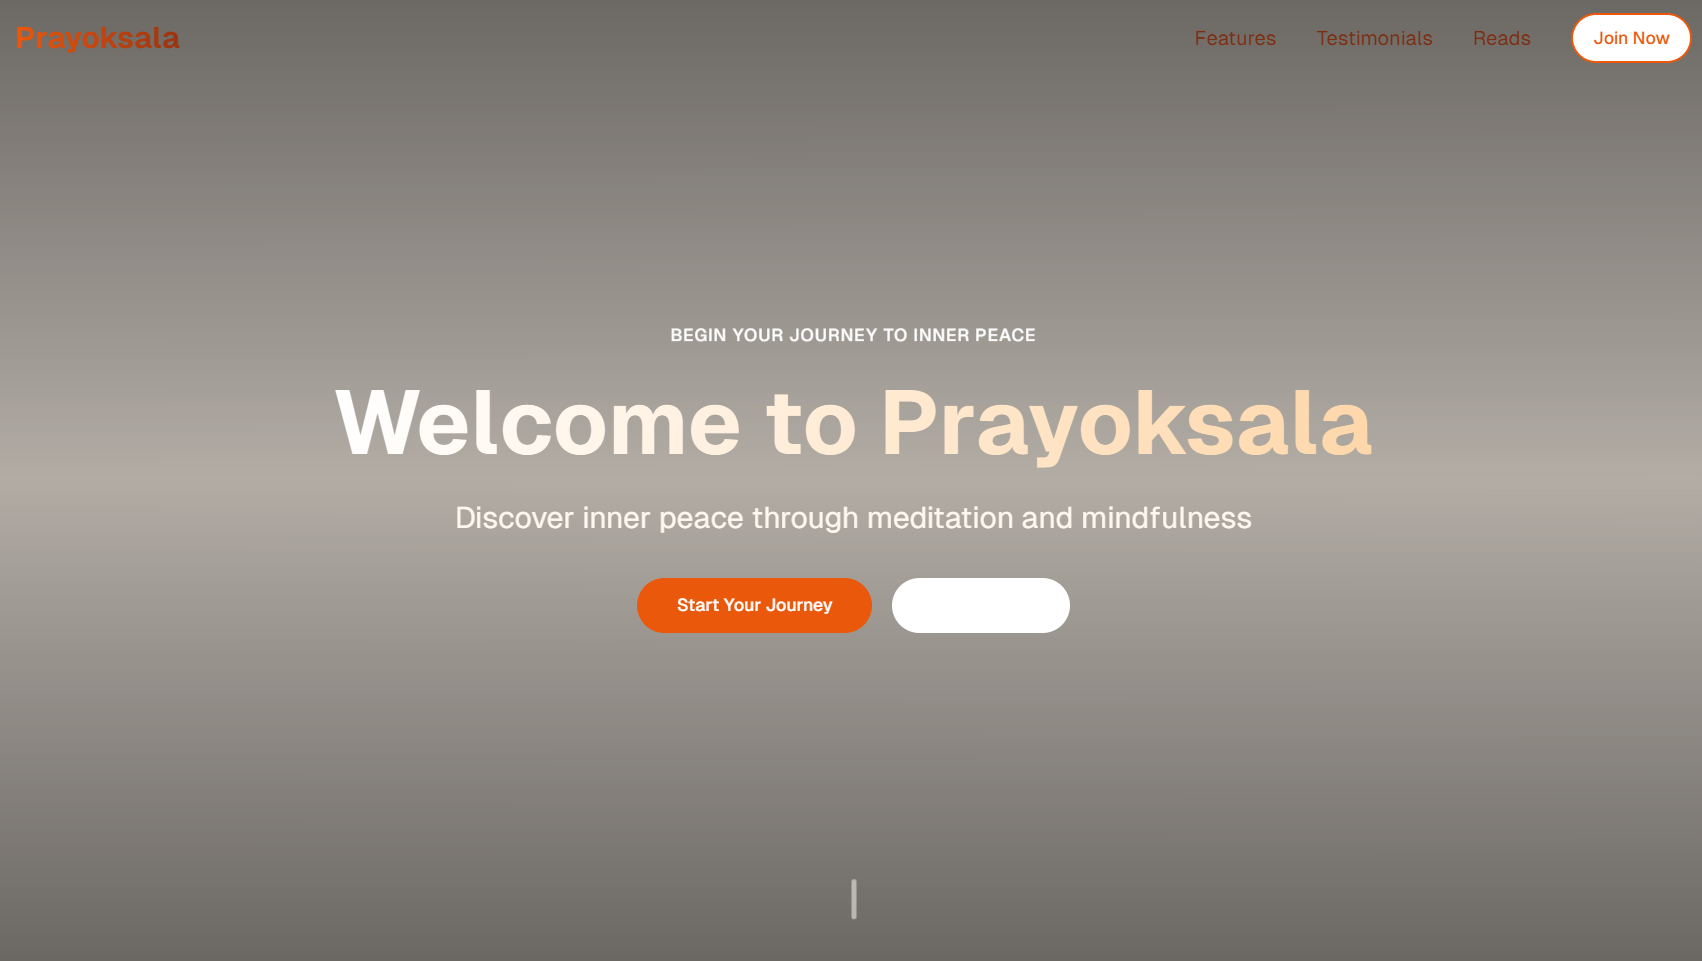 Prayoksala
Features
Testimonials
Reads
Join Now
BEGIN YOUR JOURNEY TO INNER PEACE
Welcome to Prayoksala
Discover inner peace through meditation and mindfulness
Start Your Journey